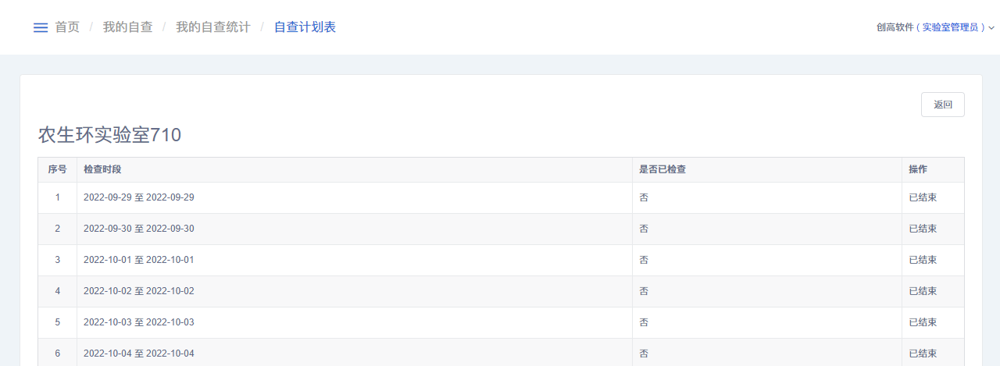 首页 / 我的自查 / 我的自查统计 / 自查计划表 创高软件 ( 实验室管理员 )
返回
农生环实验室710
序号 检查时段 是否已检查 操作
1 2022-09-29 至 2022-09-29 否 已结束
2 2022-09-30 至 2022-09-30 否 已结束
3 2022-10-01 至 2022-10-01 否 已结束
4 2022-10-02 至 2022-10-02 否 已结束
5 2022-10-03 至 2022-10-03 否 已结束
6 2022-10-04 至 2022-10-04 否 已结束